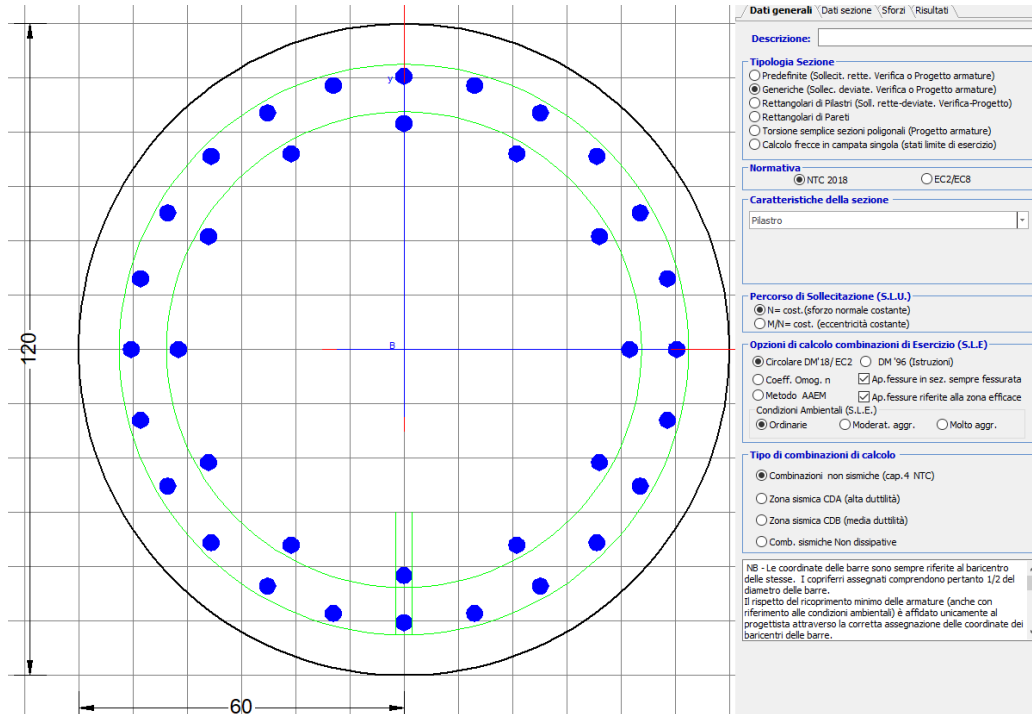 120
60
y
B
Dati generali
Dati sezione
Sforzi
Risultati
Descrizione:
Tipologia Sezione
Predefinite (Sollecit. rette. Verifica o Progetto armature)
Generiche (Sollec. deviate. Verifica o Progetto armature)
Rettangolari di Pilastri (Soll. rette-deviate. Verifica-Progetto)
Rettangolari di Pareti
Torsione semplice sezioni poligonali (Progetto armature)
Calcolo frecce in campata singola (stati limite di esercizio)
Normativa
NTC 2018
EC2/EC8
Caratteristiche della sezione
Pilastro
Percorso di Sollecitazione (S.L.U.)
N= cost.(sforzo normale costante)
M/N= cost. (eccentricità costante)
Opzioni di calcolo combinazioni di Esercizio (S.L.E)
Circolare DM'18/ EC2
DM '96 (Istruzioni)
Coeff. Omog. n
Ap.fessure in sez. sempre fessurata
Metodo AAEM
Ap.fessure riferite alla zona efficace
Condizioni Ambientali (S.L.E.)
Ordinarie
Moderat. aggr.
Molto aggr.
Tipo di combinazioni di calcolo
Combinazioni non sismiche (cap.4 NTC)
Zona sismica CDA (alta duttilità)
Zona sismica CDB (media duttilità)
Comb. sismiche Non dissipative
NB - Le coordinate delle barre sono sempre riferite al baricentro
delle stesse. I copriferri assegnati comprendono pertanto 1/2 del
diametro delle barre.
Il rispetto del ricoprimento minimo delle armature (anche con
riferimento alle condizioni ambientali) è affidato unicamente al
progettista attraverso la corretta assegnazione delle coordinate dei
baricentri delle barre.